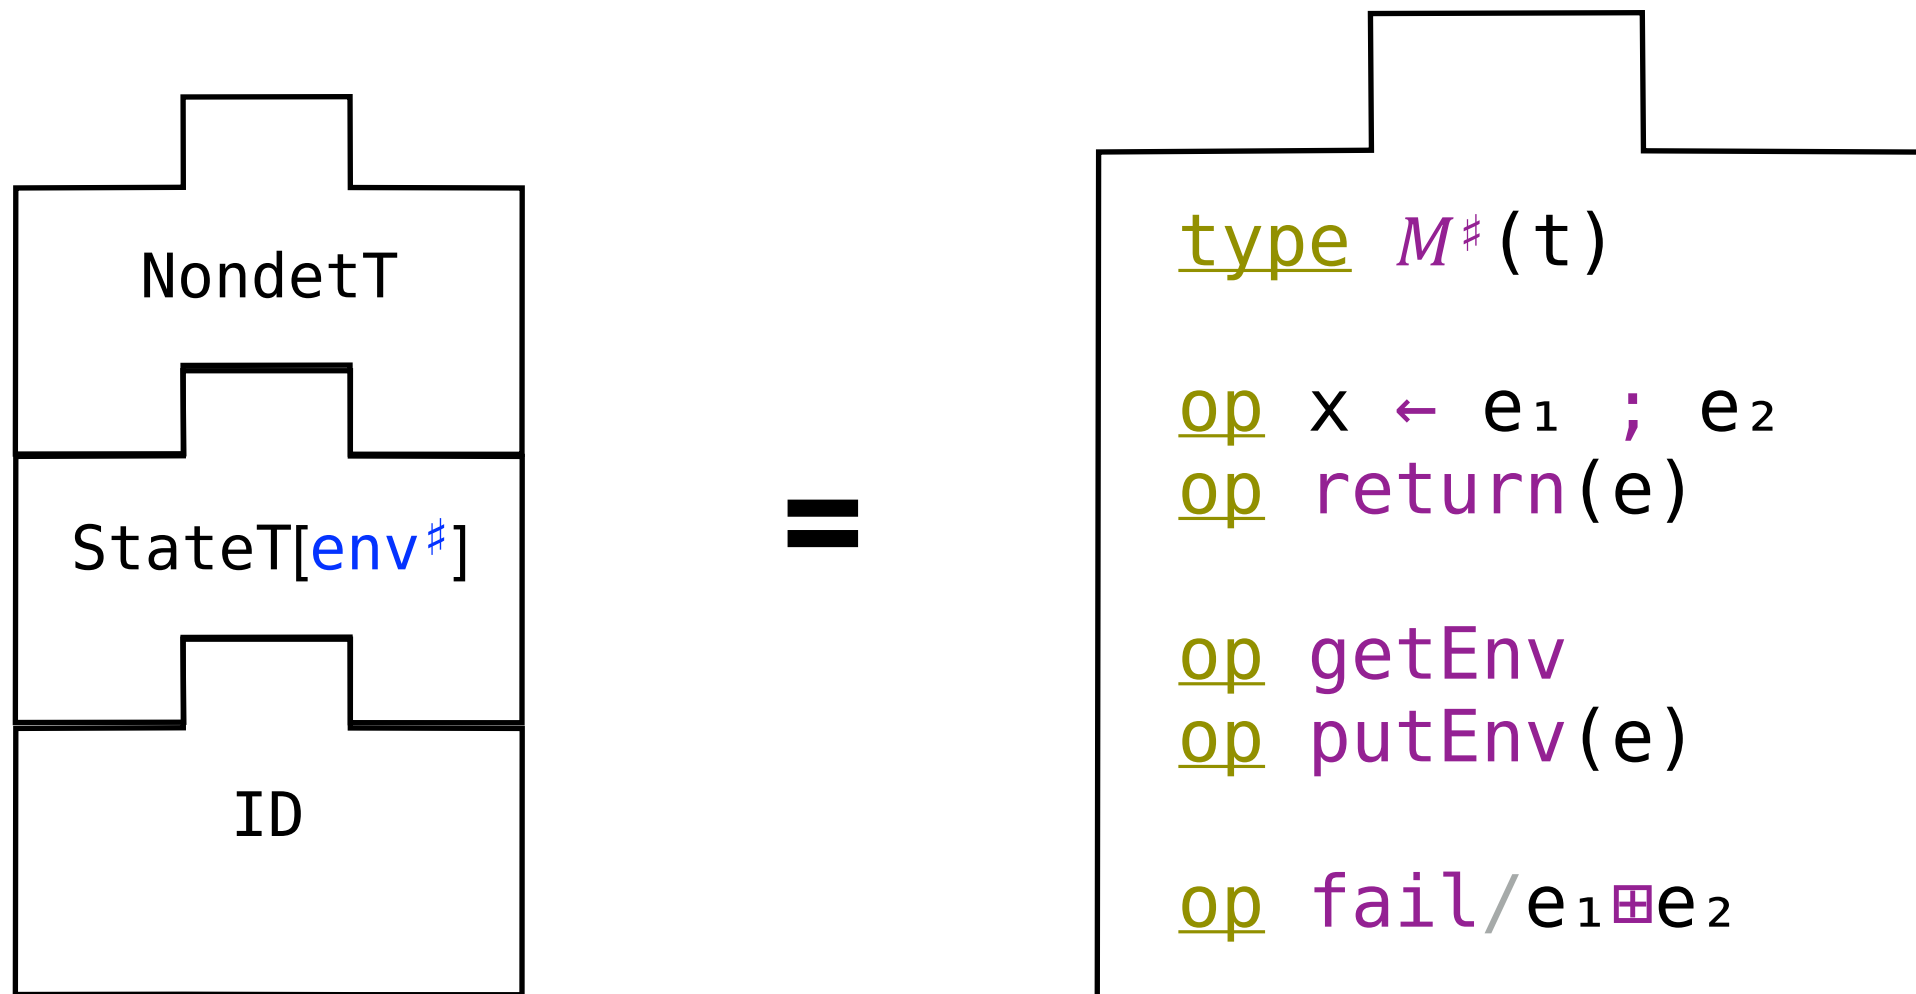 NondetT
StateT[env♯]
ID
=
type M♯(t)
op x ← e₁ ; e₂
op return(e)
op getEnv
op putEnv(e)
op fail/e₁⊞e₂